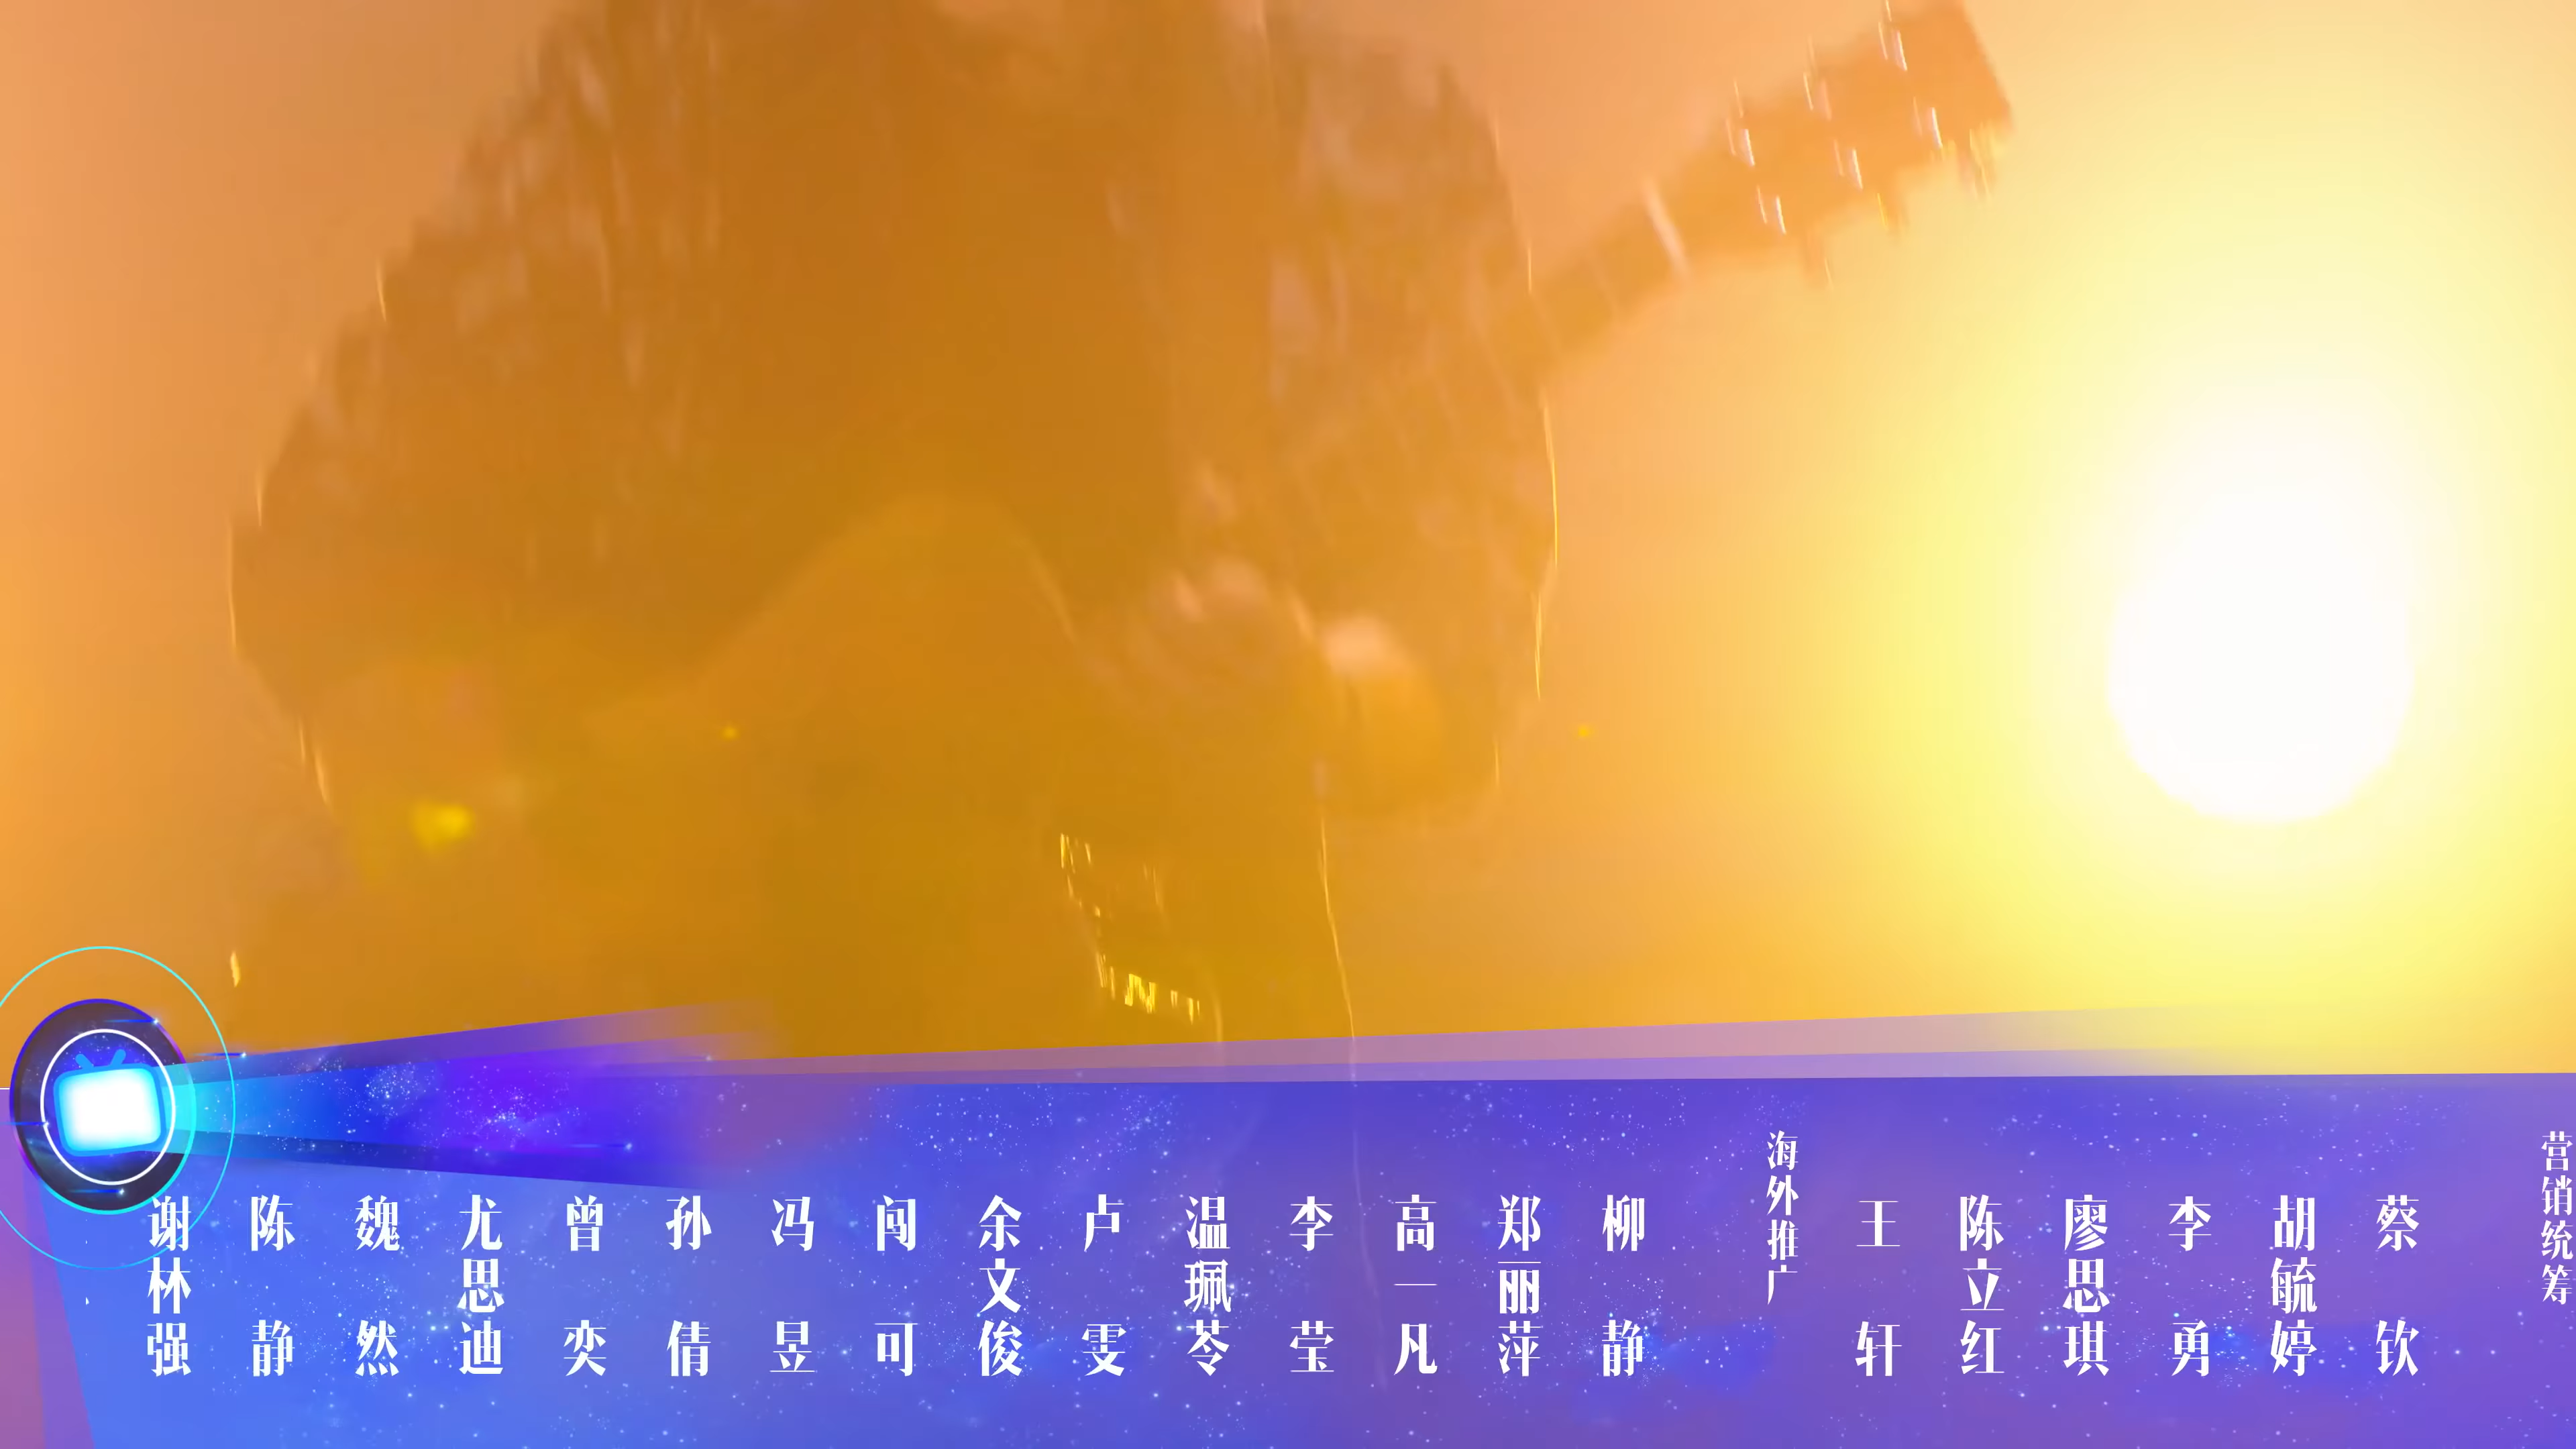 谢林强
陈静
魏然
尤思迪
曾奕
孙倩
冯昱
闯可
余文俊
卢雯
温珮苓
李莹
高一凡
郑丽萍
柳静
海外推广
王轩
陈立红
廖思琪
李勇
胡毓婷
蔡钦
营销统筹